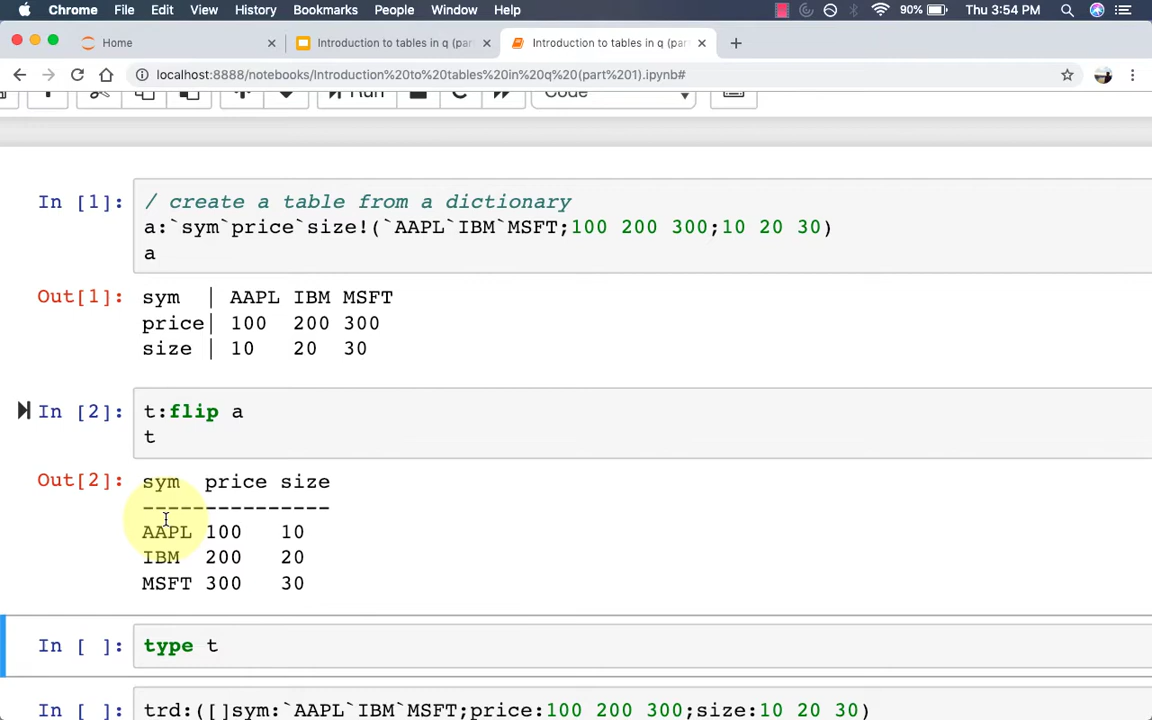 Chrome File Edit View History Bookmarks People Window Help 90% Thu 3:54 PM
Home Introduction to tables in q (par Introduction to tables in q (par
localhost:8888/notebooks/Introduction%20to%20tables%20in%20q%20(part%201).ipynb#
Run Code
In [1]: / create a table from a dictionary
a:`sym`price`size!(`AAPL`IBM`MSFT;100 200 300;10 20 30)
a
Out[1]: sym | AAPL IBM MSFT
price| 100 200 300
size | 10 20 30
In [2]: t:flip a
t
Out[2]: sym price size
---------------
AAPL 100 10
IBM 200 20
MSFT 300 30
In [ ]: type t
In [ ]: trd:([]sym:`AAPL`IBM`MSFT;price:100 200 300;size:10 20 30)